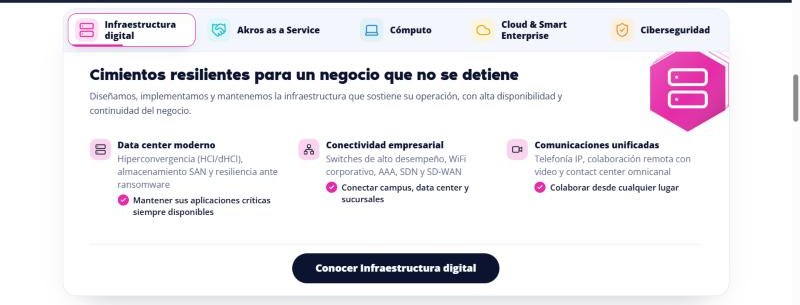 Infraestructura
digital
Akros as a Service
Cómputo
Cloud & Smart
Enterprise
Ciberseguridad
Cimientos resilientes para un negocio que no se detiene
Diseñamos, implementamos y mantenemos la infraestructura que sostiene su operación, con alta disponibilidad y
continuidad del negocio.
Data center moderno
Hiperconvergencia (HCI/dHCI),
almacenamiento SAN y resiliencia ante
ransomware
Mantener sus aplicaciones críticas
siempre disponibles
Conectividad empresarial
Switches de alto desempeño, WiFi
corporativo, AAA, SDN y SD-WAN
Conectar campus, data center y
sucursales
Comunicaciones unificadas
Telefonía IP, colaboración remota con
video y contact center omnicanal
Colaborar desde cualquier lugar
Conocer Infraestructura digital